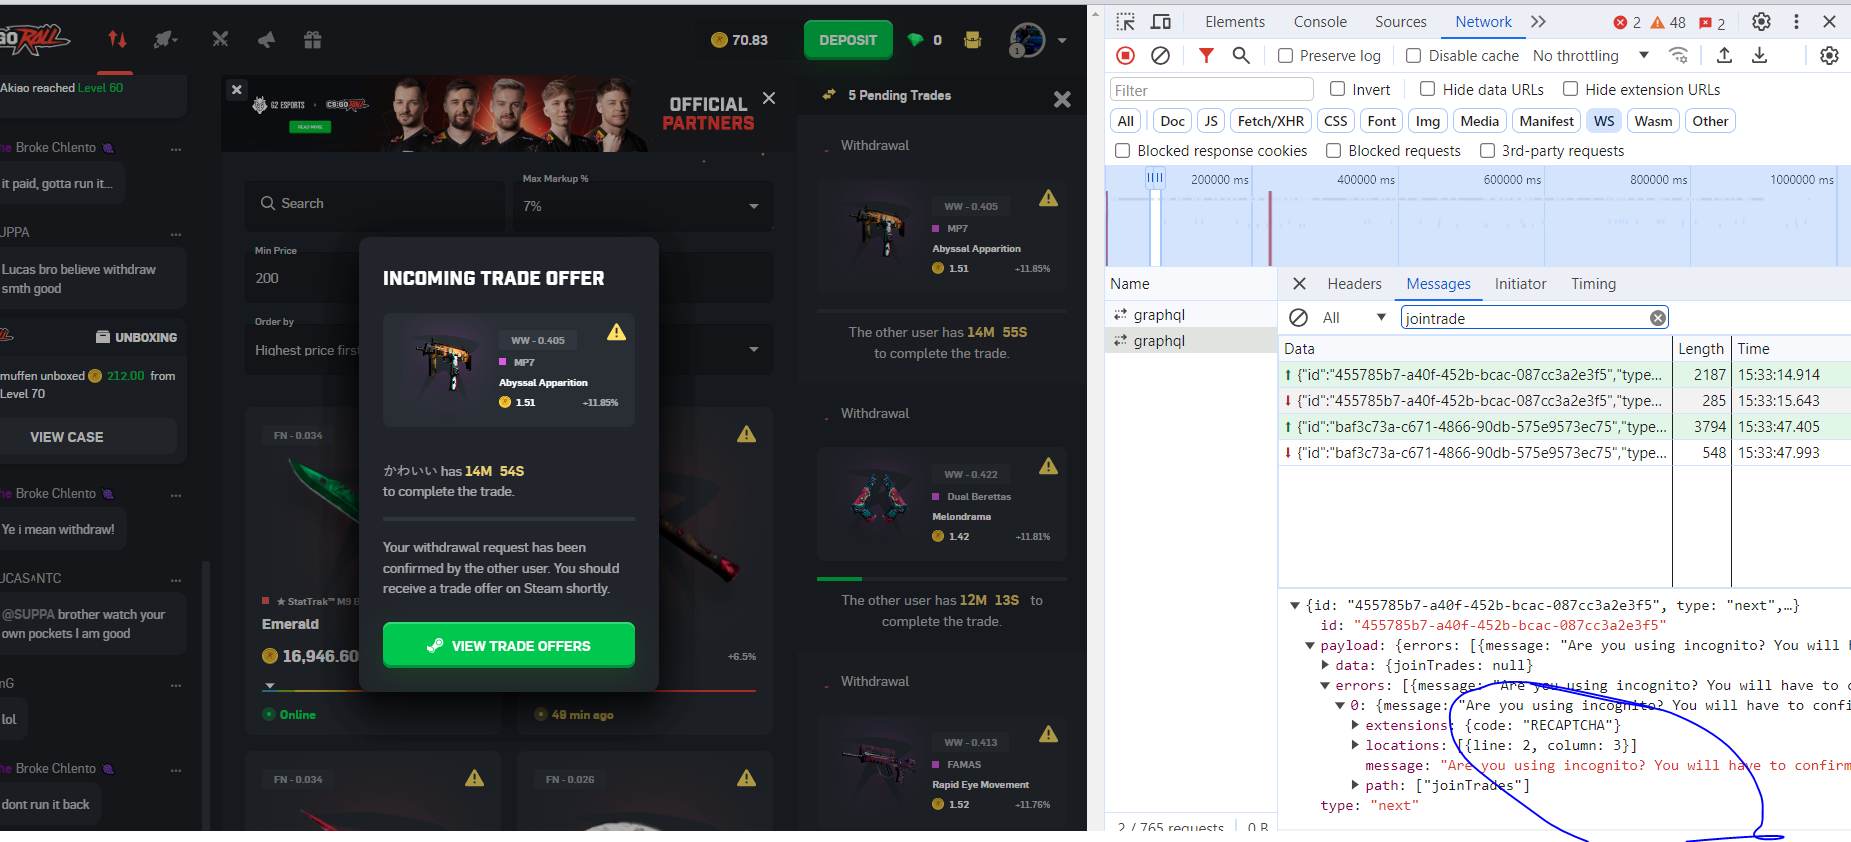 GO ROLL
70.83
DEPOSIT
0
1
Akiao reached Level 60
Broke Chlento
...
it paid, gotta run it...
SUPPA
...
Lucas bro believe withdraw
smth good
UNBOXING
muffen unboxed 212.00 from
Level 70
VIEW CASE
Broke Chlento
...
Ye i mean withdraw!
UCAS^NTC
...
@SUPPA brother watch your
own pockets I am good
mG
...
lol
Broke Chlento
...
dont run it back
G2 ESPORTS x CSGOROLL
READ MORE
OFFICIAL
PARTNERS
Search
Max Markup %
7%
Min Price
200
Order by
Highest price first
FN - 0.034
★ StatTrak™ M9 B
Emerald
16,946.60
Online
+6.5%
48 min ago
FN - 0.034
FN - 0.026
INCOMING TRADE OFFER
WW - 0.405
MP7
Abyssal Apparition
1.51
+11.85%
かわいい has 14M 54S
to complete the trade.
Your withdrawal request has been
confirmed by the other user. You should
receive a trade offer on Steam shortly.
VIEW TRADE OFFERS
5 Pending Trades
Withdrawal
WW - 0.405
MP7
Abyssal Apparition
1.51
+11.85%
The other user has 14M 55S
to complete the trade.
Withdrawal
WW - 0.422
Dual Berettas
Melondrama
1.42
+11.81%
The other user has 12M 13S to
complete the trade.
Withdrawal
WW - 0.413
FAMAS
Rapid Eye Movement
1.52
+11.76%
Elements Console Sources Network 2 48 2
Preserve log Disable cache No throttling
Filter Invert Hide data URLs Hide extension URLs
All Doc JS Fetch/XHR CSS Font Img Media Manifest WS Wasm Other
Blocked response cookies Blocked requests 3rd-party requests
200000 ms 400000 ms 600000 ms 800000 ms 1000000 ms
Name
graphql
graphql
2 / 765 requests 0 B
Headers Messages Initiator Timing
All jointrade
Data Length Time
{"id":"455785b7-a40f-452b-bcac-087cc3a2e3f5","type... 2187 15:33:14.914
{"id":"455785b7-a40f-452b-bcac-087cc3a2e3f5","type... 285 15:33:15.643
{"id":"baf3c73a-c671-4866-90db-575e9573ec75","type... 3794 15:33:47.405
{"id":"baf3c73a-c671-4866-90db-575e9573ec75","type... 548 15:33:47.993
{id: "455785b7-a40f-452b-bcac-087cc3a2e3f5", type: "next",…}
id: "455785b7-a40f-452b-bcac-087cc3a2e3f5"
payload: {errors: [{message: "Are you using incognito? You will h
data: {joinTrades: null}
errors: [{message: "Are you using incognito? You will have to c
0: {message: "Are you using incognito? You will have to confi
extensions: {code: "RECAPTCHA"}
locations: [{line: 2, column: 3}]
message: "Are you using incognito? You will have to confirm
path: ["joinTrades"]
type: "next"